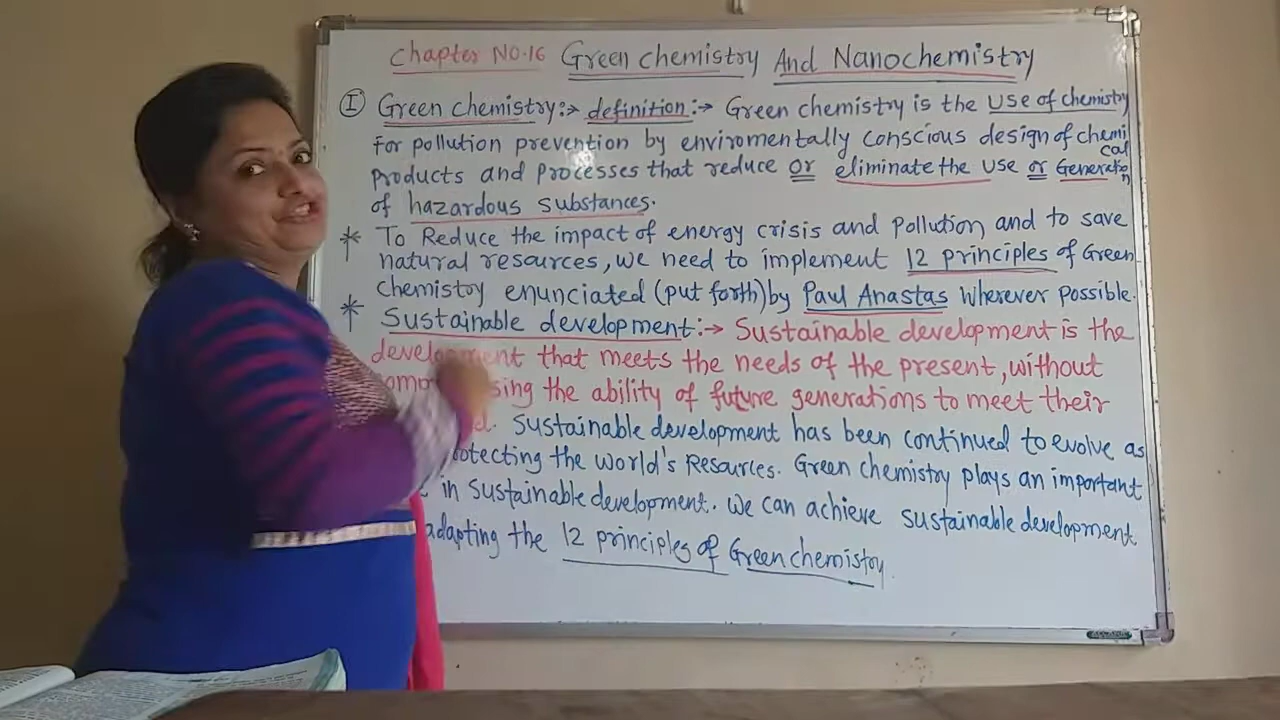 Chapter NO.16 Green chemistry And Nanochemistry
I Green chemistry:-> definition:-> Green chemistry is the use of chemistry
For pollution prevention by enviromentally conscious design of chemical
products and processes that reduce or eliminate the use or Generation
of hazardous substances.
* To Reduce the impact of energy crisis and pollution and to save
natural resources, we need to implement 12 principles of Green
chemistry enunciated (put forth) by Paul Anastas wherever possible.
* Sustainable development:-> Sustainable development is the
development that meets the needs of the present, without
sing the ability of future generations to meet their
Sustainable development has been continued to evolve as
otecting the world's Resources. Green chemistry plays an important
in sustainable development. We can achieve sustainable development
adapting the 12 principles of Green chemistry.